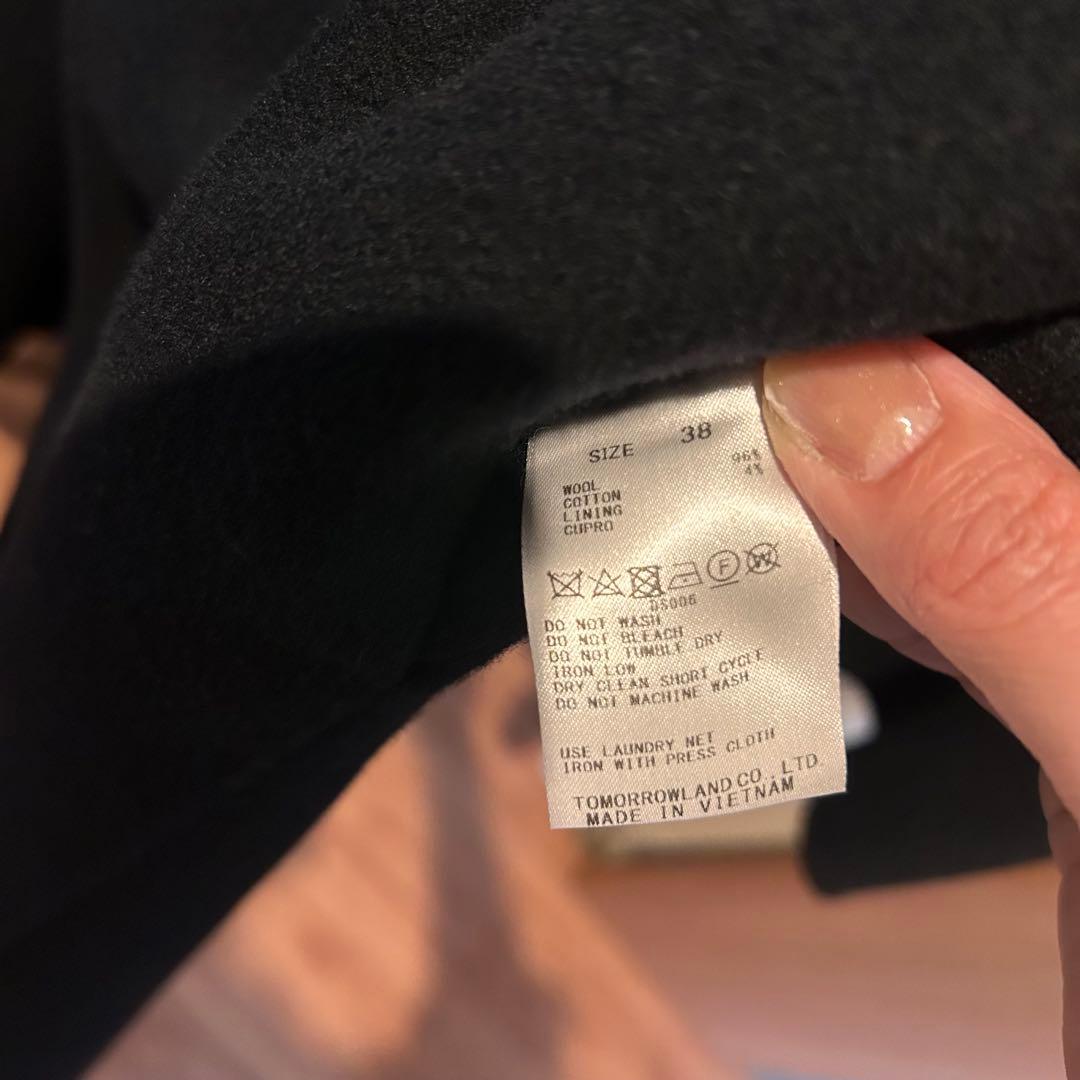 SIZE 38
96%
4%
WOOL
COTTON
LINING
CUPRO
F W
DS006
DO NOT WASH
DO NOT BLEACH
DO NOT TUMBLE DRY
IRON LOW
DRY CLEAN SHORT CYCLE
DO NOT MACHINE WASH
USE LAUNDRY NET
IRON WITH PRESS CLOTH
TOMORROWLAND CO., LTD
MADE IN VIETNAM